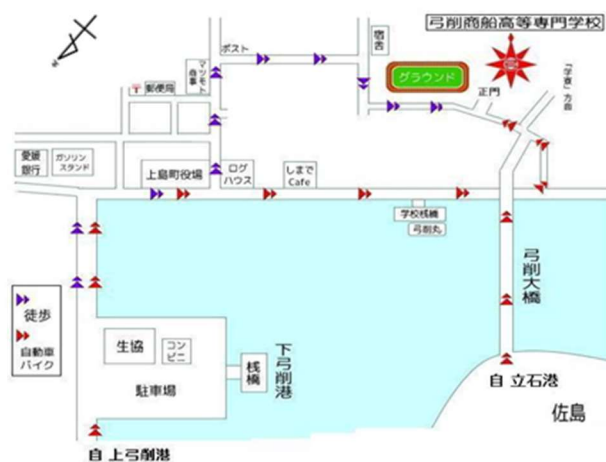 弓削商船高等専門学校
ポスト
宿舎
マツモト
商事
グラウンド
正門
「学寮」方面
〒郵便局
愛媛
銀行
ガソリン
スタンド
上島町役場
ログ
ハウス
しまで
Cafe
学校桟橋
弓削丸
弓削大橋
徒歩
自動車
バイク
生協
コン
ビニ
桟橋
下弓削港
駐車場
自 立石港
佐島
自 上弓削港